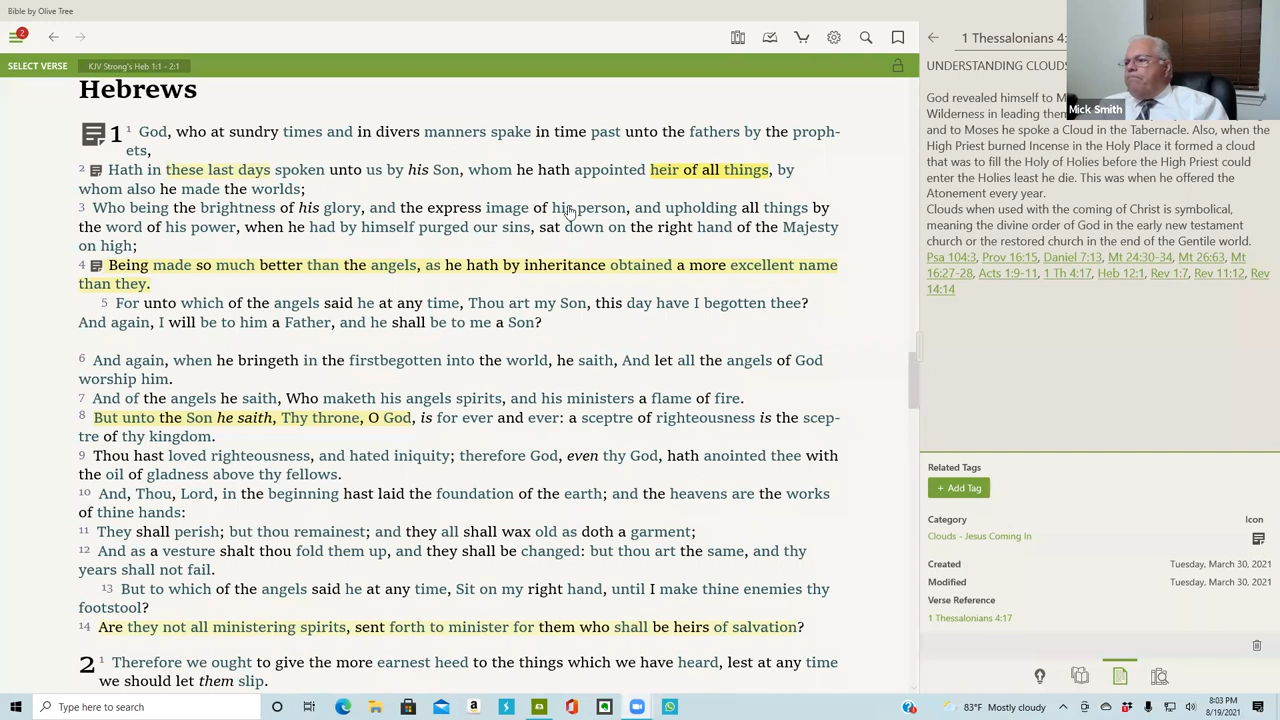 Bible by Olive Tree
2
SELECT VERSE
KJV Strong's Heb 1:1 - 2:1
Hebrews
1 1 God, who at sundry times and in divers manners spake in time past unto the fathers by the proph-
ets,
2 Hath in these last days spoken unto us by his Son, whom he hath appointed heir of all things, by
whom also he made the worlds;
3 Who being the brightness of his glory, and the express image of his person, and upholding all things by
the word of his power, when he had by himself purged our sins, sat down on the right hand of the Majesty
on high;
4 Being made so much better than the angels, as he hath by inheritance obtained a more excellent name
than they.
5 For unto which of the angels said he at any time, Thou art my Son, this day have I begotten thee?
And again, I will be to him a Father, and he shall be to me a Son?
6 And again, when he bringeth in the firstbegotten into the world, he saith, And let all the angels of God
worship him.
7 And of the angels he saith, Who maketh his angels spirits, and his ministers a flame of fire.
8 But unto the Son he saith, Thy throne, O God, is for ever and ever: a sceptre of righteousness is the scep-
tre of thy kingdom.
9 Thou hast loved righteousness, and hated iniquity; therefore God, even thy God, hath anointed thee with
the oil of gladness above thy fellows.
10 And, Thou, Lord, in the beginning hast laid the foundation of the earth; and the heavens are the works
of thine hands:
11 They shall perish; but thou remainest; and they all shall wax old as doth a garment;
12 And as a vesture shalt thou fold them up, and they shall be changed: but thou art the same, and thy
years shall not fail.
13 But to which of the angels said he at any time, Sit on my right hand, until I make thine enemies thy
footstool?
14 Are they not all ministering spirits, sent forth to minister for them who shall be heirs of salvation?
2 1 Therefore we ought to give the more earnest heed to the things which we have heard, lest at any time
we should let them slip.
1 Thessalonians 4:
UNDERSTANDING CLOUDS
God revealed himself to M
Wilderness in leading them
and to Moses he spoke a Cloud in the Tabernacle. Also, when the
High Priest burned Incense in the Holy Place it formed a cloud
that was to fill the Holy of Holies before the High Priest could
enter the Holies least he die. This was when he offered the
Atonement every year.
Clouds when used with the coming of Christ is symbolical,
meaning the divine order of God in the early new testament
church or the restored church in the end of the Gentile world.
Psa 104:3, Prov 16:15, Daniel 7:13, Mt 24:30-34, Mt 26:63, Mt
16:27-28, Acts 1:9-11, 1 Th 4:17, Heb 12:1, Rev 1:7, Rev 11:12, Rev
14:14
Mick Smith
Related Tags
+ Add Tag
Category
Icon
Clouds - Jesus Coming In
Created
Tuesday, March 30, 2021
Modified
Tuesday, March 30, 2021
Verse Reference
1 Thessalonians 4:17
Type here to search
83°F Mostly cloudy
8:03 PM
8/19/2021